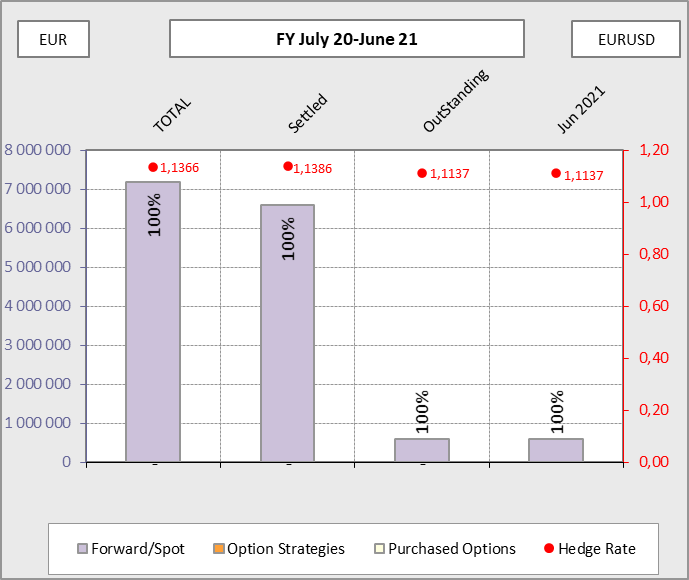 EUR
FY July 20-June 21
EURUSD
TOTAL
Settled
OutStanding
Jun 2021
8 000 000
7 000 000
6 000 000
5 000 000
4 000 000
3 000 000
2 000 000
1 000 000
0
1,20
1,00
0,80
0,60
0,40
0,20
0,00
1,1366
1,1386
1,1137
1,1137
100%
100%
100%
100%
-
-
-
Forward/Spot
Option Strategies
Purchased Options
Hedge Rate